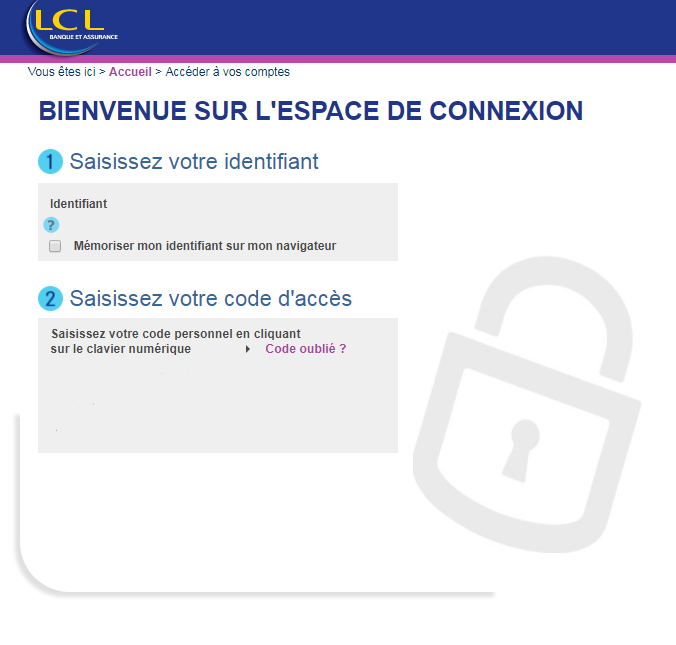 LCL
BANQUE ET ASSURANCE
Vous êtes ici > Accueil > Accéder à vos comptes
BIENVENUE SUR L'ESPACE DE CONNEXION
1 Saisissez votre identifiant
Identifiant
?
Mémoriser mon identifiant sur mon navigateur
2 Saisissez votre code d'accès
Saisissez votre code personnel en cliquant
sur le clavier numérique Code oublié ?